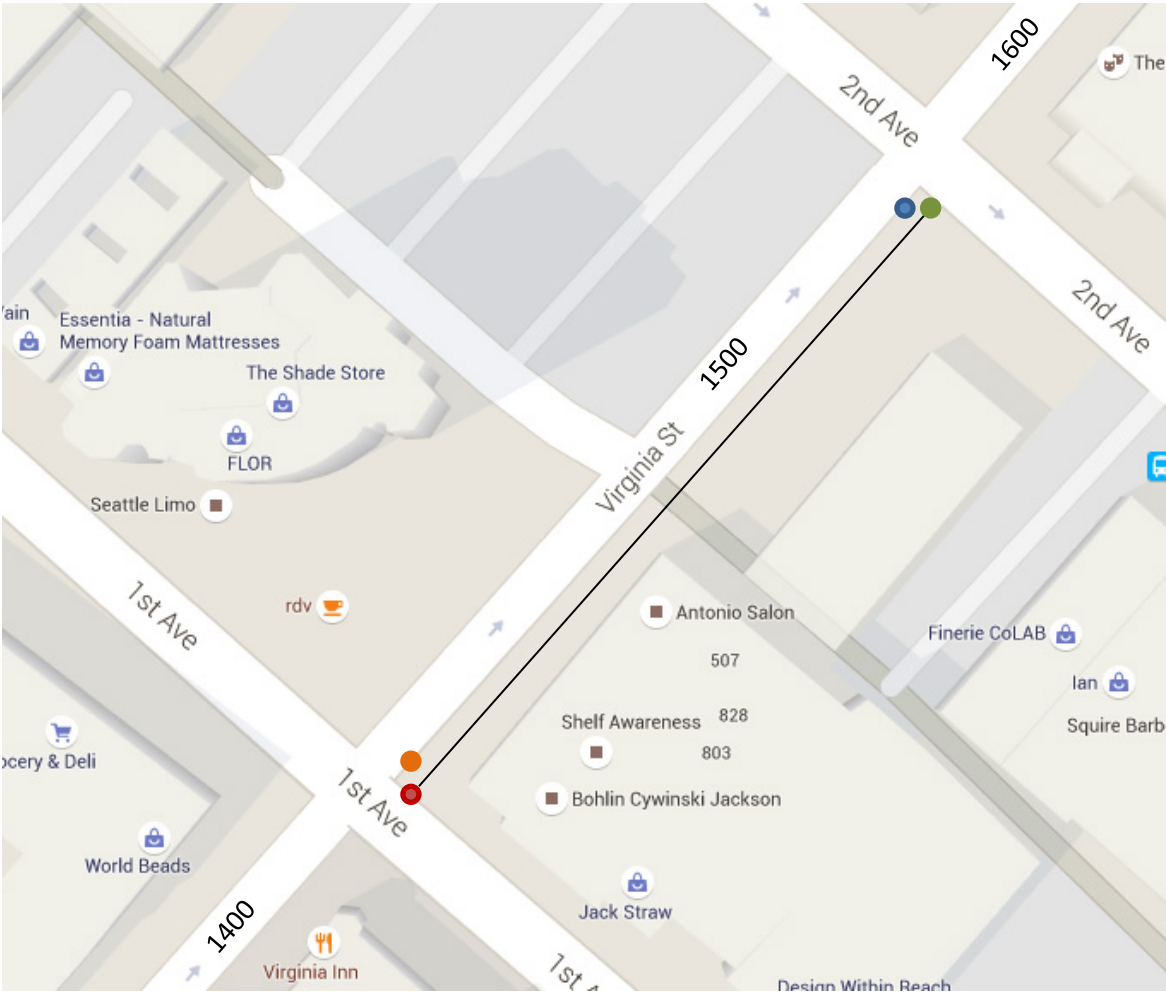 1600
The
2nd Ave
2nd Ave
Essentia - Natural
Memory Foam Mattresses
The Shade Store
1500
FLOR
Virginia St
Seattle Limo
1st Ave
rdv
Antonio Salon
Finerie CoLAB
507
Ian
828
Shelf Awareness
Squire Barb
803
1st Ave
ocery & Deli
Bohlin Cywinski Jackson
World Beads
Jack Straw
1400
Virginia Inn
1st A
Design Within Reach